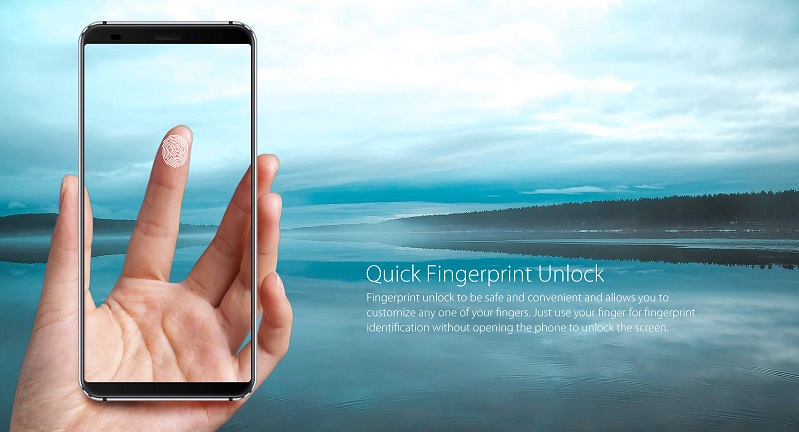 Quick Fingerprint Unlock
Fingerprint unlock to be safe and convenient and allows you to
customize any one of your fingers. Just use your finger for fingerprint
identification without opening the phone to unlock the screen.